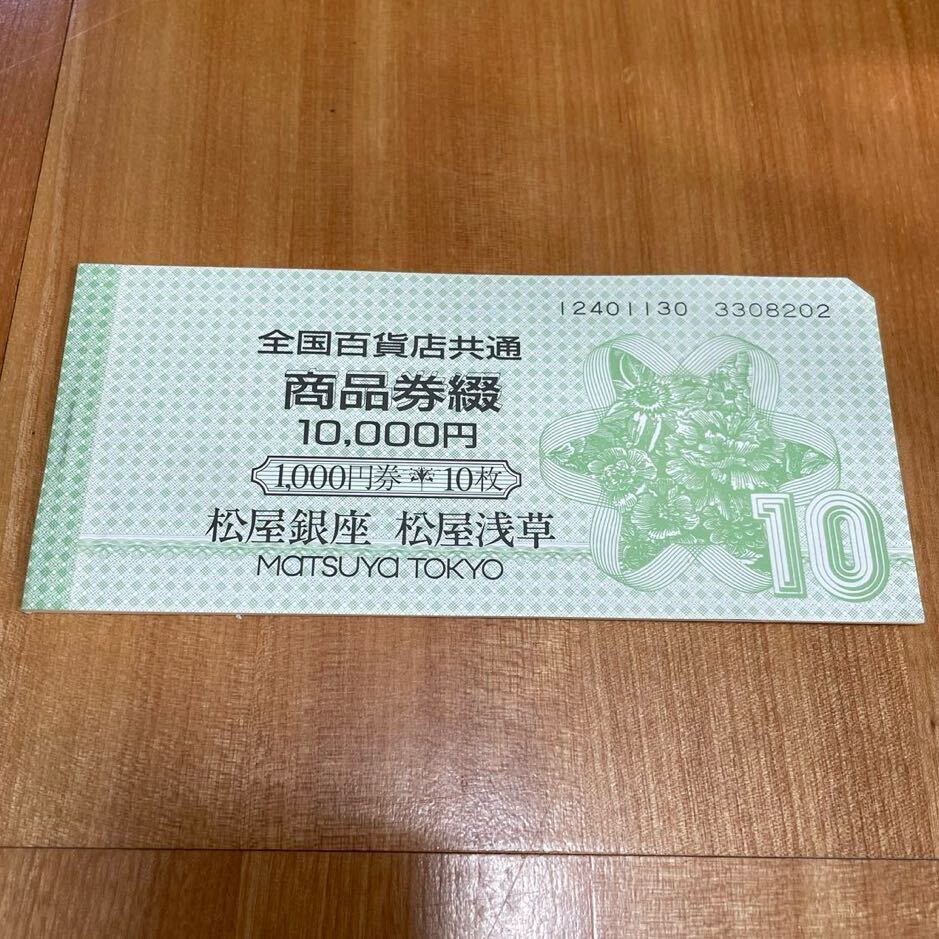 12401130 3308202
全国百貨店共通
商品券綴
10,000円
1,000円券 10枚
松屋銀座 松屋浅草
MATSUYA TOKYO
10